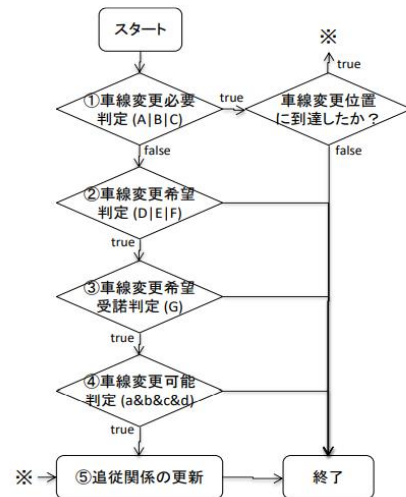 スタート
※
true
①車線変更必要
判定 (A|B|C)
true
車線変更位置
に到達したか？
false
false
②車線変更希望
判定 (D|E|F)
true
③車線変更希望
受諾判定 (G)
true
④車線変更可能
判定 (a&b&c&d)
true
※
⑤追従関係の更新
終了